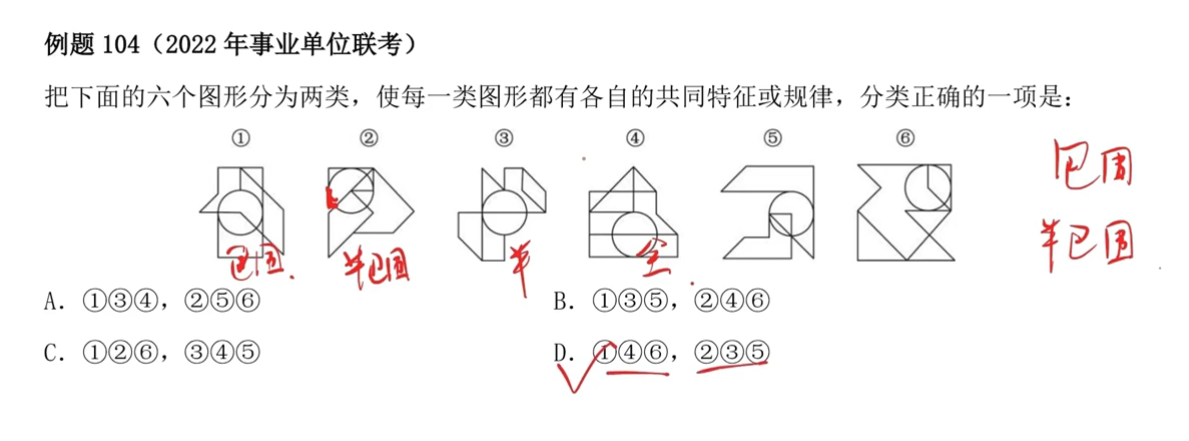 例题 104（2022 年事业单位联考）
把下面的六个图形分为两类，使每一类图形都有各自的共同特征或规律，分类正确的一项是：
① ② ③ ④ ⑤ ⑥
包围
半包围
包围. 半包围 半 全
A. ①③④，②⑤⑥ B. ①③⑤，②④⑥
C. ①②⑥，③④⑤ D. ①④⑥，②③⑤